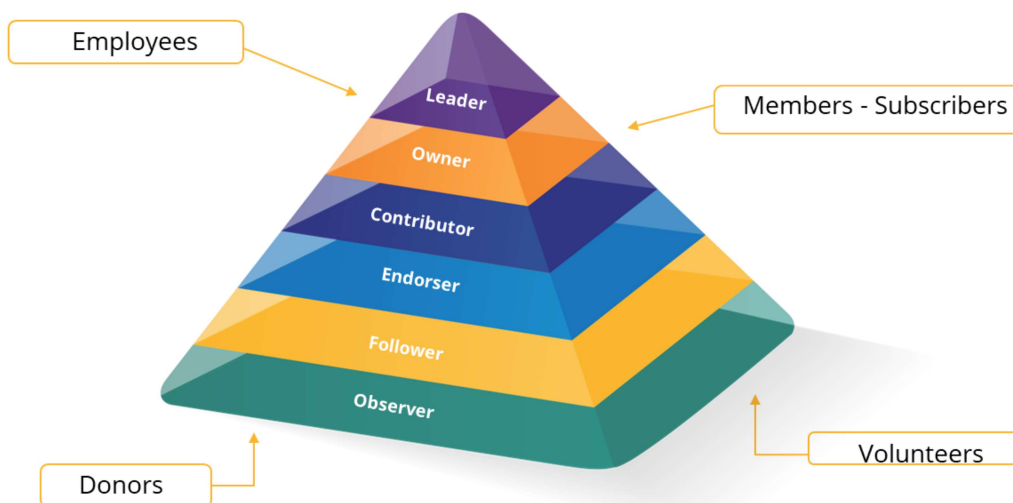 Employees
Leader
Members - Subscribers
Owner
Contributor
Endorser
Follower
Observer
Volunteers
Donors